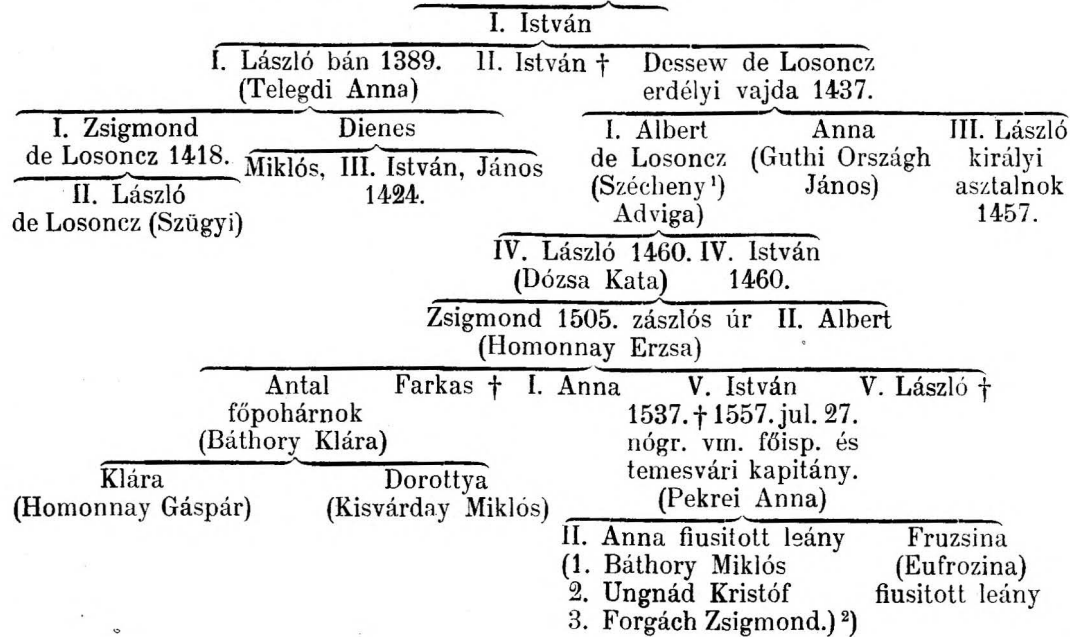 I. István
I. László bán 1389. II. István † Dessew de Losoncz
(Telegdi Anna) erdélyi vajda 1437.
I. Zsigmond Dienes I. Albert Anna III. László
de Losoncz 1418. Miklós, III. István, János de Losoncz (Guthi Országh királyi
II. László 1424. (Szécheny ¹) János) asztalnok
de Losoncz (Szügyi) Adviga) 1457.
IV. László 1460. IV. István
(Dózsa Kata) 1460.
Zsigmond 1505. zászlós úr II. Albert
(Homonnay Erzsa)
Antal Farkas † I. Anna V. István V. László †
főpohárnok 1537. † 1557. jul. 27.
(Báthory Klára) nógr. vm. főisp. és
Klára Dorottya temesvári kapitány.
(Homonnay Gáspár) (Kisvárday Miklós) (Pekrei Anna)
II. Anna fiusitott leány Fruzsina
(1. Báthory Miklós (Eufrozina)
2. Ungnád Kristóf fiusitott leány
3. Forgách Zsigmond.) ²)